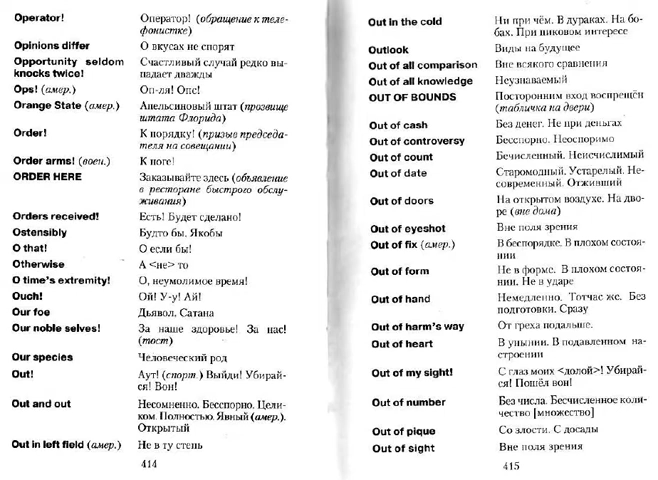 Operator! Оператор! (обращение к теле-
фонистке)
Opinions differ О вкусах не спорят
Opportunity seldom Счастливый случай редко вы-
knocks twice! падает дважды
Ops! (амер.) Оп-ля! Опс!
Orange State (амер.) Апельсиновый штат (прозвище
штата Флорида)
Order! К порядку! (призыв председа-
теля на совещании)
Order arms! (воен.) К ноге!
ORDER HERE Заказывайте здесь (объявление
в ресторане быстрого обслу-
живания)
Orders received! Есть! Будет сделано!
Ostensibly Будто бы. Якобы
O that! О если бы!
Otherwise А <не> то
O time's extremity! О, неумолимое время!
Ouch! Ой! У-у! Ай!
Our foe Дьявол. Сатана
Our noble selves! За наше здоровье! За нас!
(тост)
Our species Человеческий род
Out! Аут! (спорт.) Выйди! Убирай-
ся! Вон!
Out and out Несомненно. Бесспорно. Цели-
ком. Полностью. Явный (амер.).
Открытый
Out in left field (амер.) Не в ту степь
414
Out in the cold Ни при чём. В дураках. На бо-
бах. При пиковом интересе
Outlook Виды на будущее
Out of all comparison Вне всякого сравнения
Out of all knowledge Неузнаваемый
OUT OF BOUNDS Посторонним вход воспрещён
(табличка на двери)
Out of cash Без денег. Не при деньгах
Out of controversy Бесспорно. Неоспоримо
Out of count Бесчисленный. Неисчислимый
Out of date Старомодный. Устарелый. Не-
современный. Отживший
Out of doors На открытом воздухе. На дво-
ре (вне дома)
Out of eyeshot Вне поля зрения
Out of fix (амер.) В беспорядке. В плохом состоя-
нии
Out of form Не в форме. В плохом состоя-
нии. Не в ударе
Out of hand Немедленно. Тотчас же. Без
подготовки. Сразу
Out of harm's way От греха подальше.
Out of heart В унынии. В подавленном на-
строении
Out of my sight! С глаз моих <долой>! Убирай-
ся! Пошёл вон!
Out of number Без числа. Бесчисленное коли-
чество [множество]
Out of pique Со злости. С досады
Out of sight Вне поля зрения
415